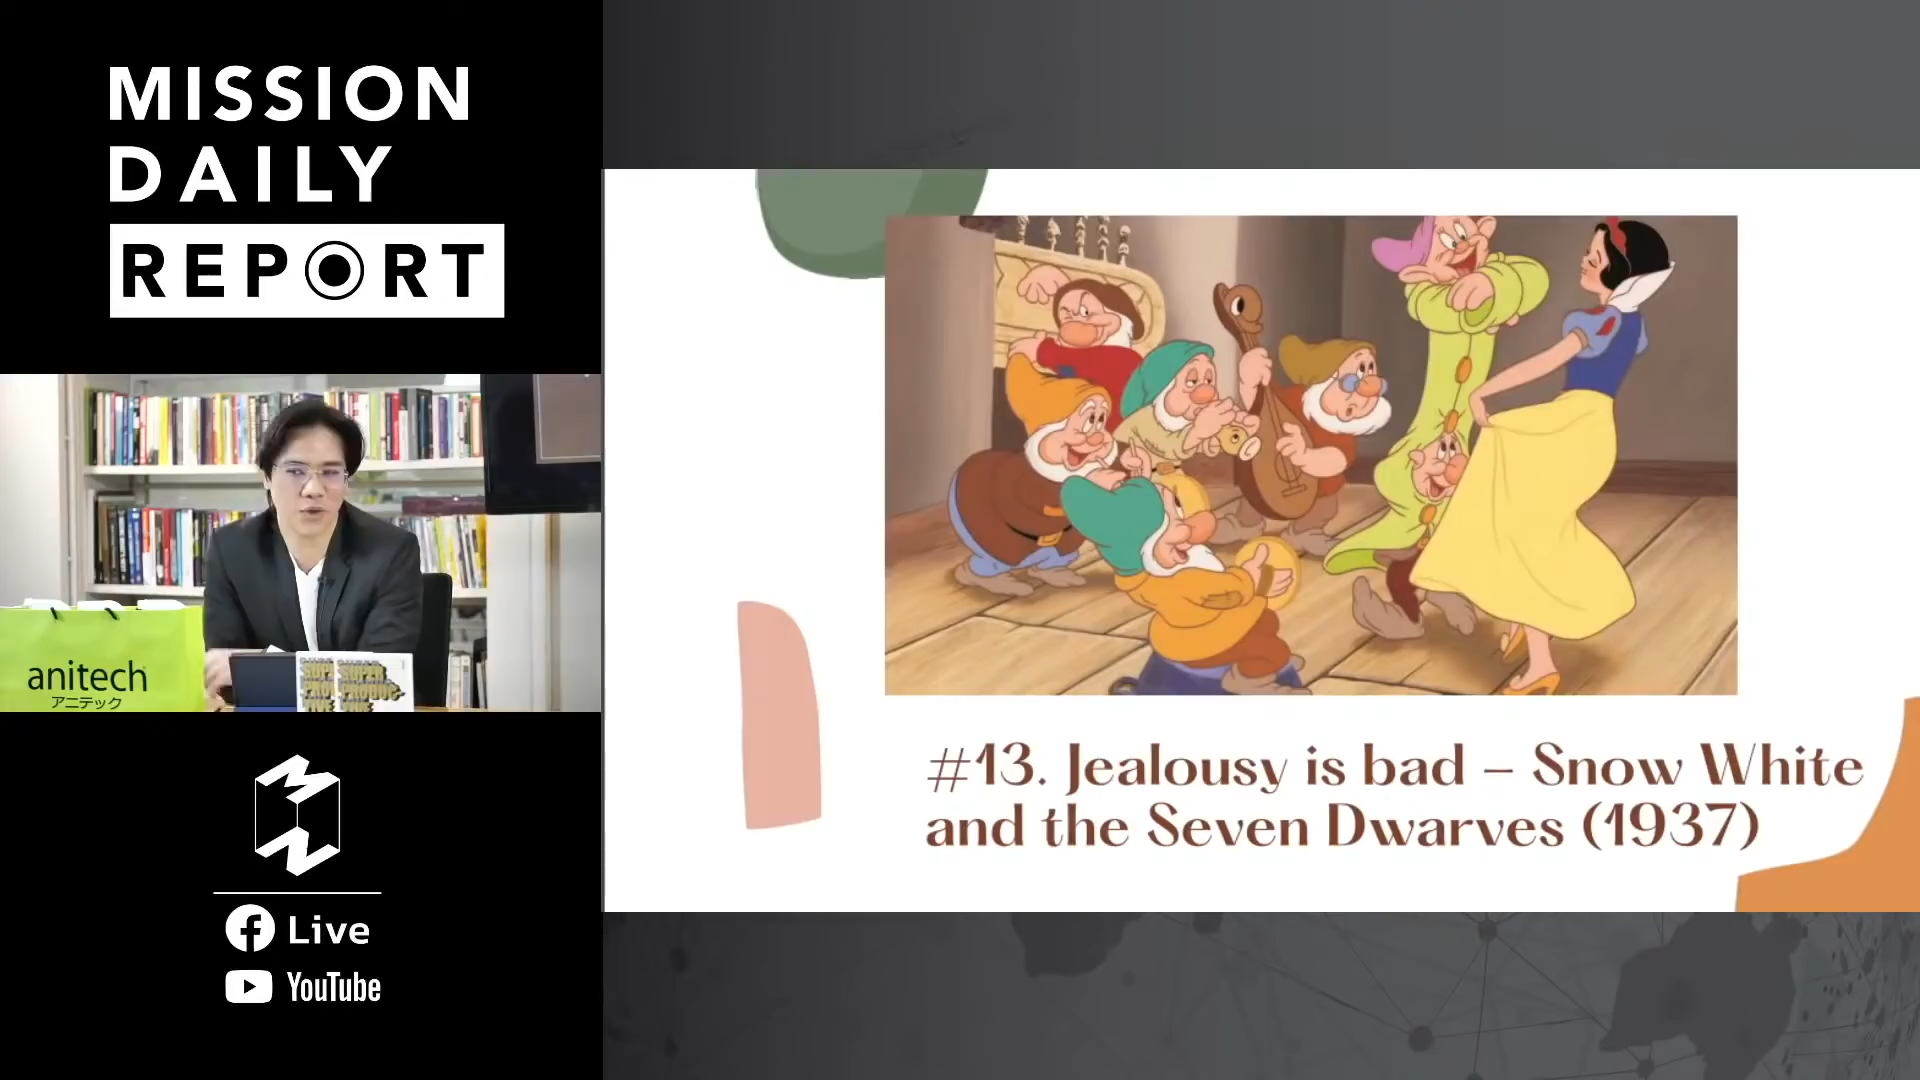 MISSION
DAILY
REPORT
anitech
アニテック
Live
YouTube
#13. Jealousy is bad – Snow White
and the Seven Dwarves (1937)